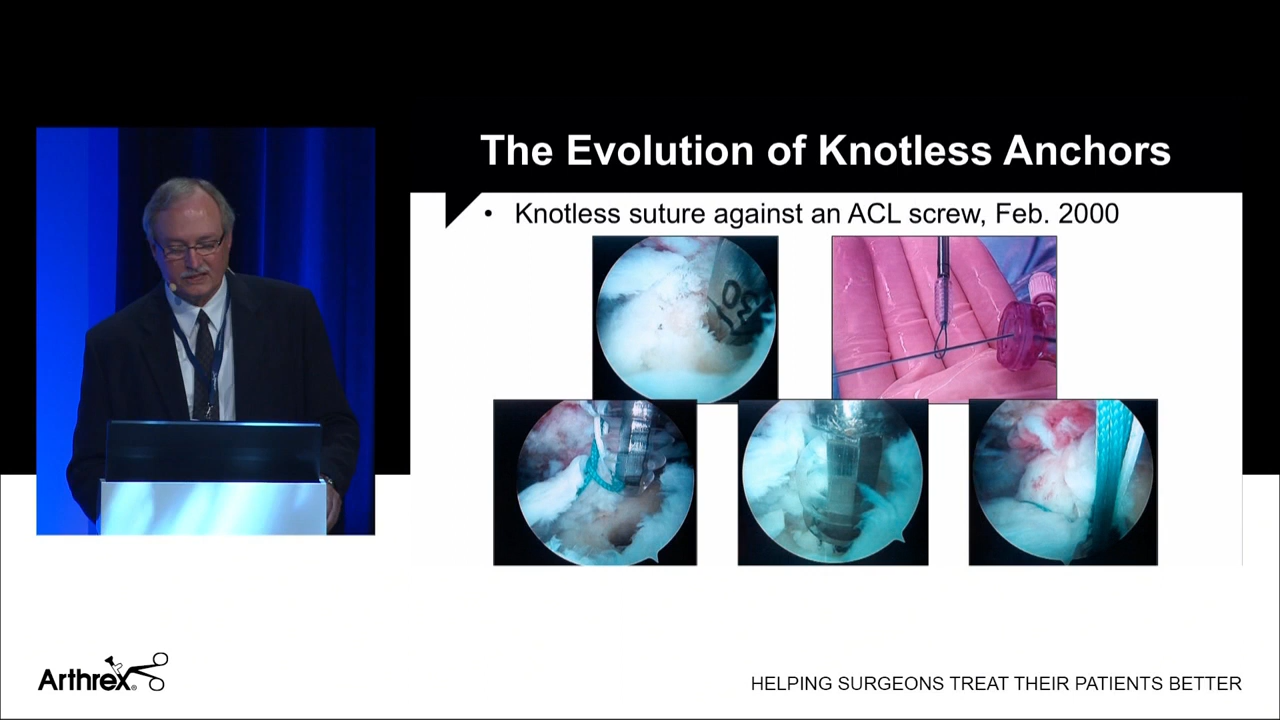 The Evolution of Knotless Anchors
• Knotless suture against an ACL screw, Feb. 2000
30
Arthrex®
HELPING SURGEONS TREAT THEIR PATIENTS BETTER